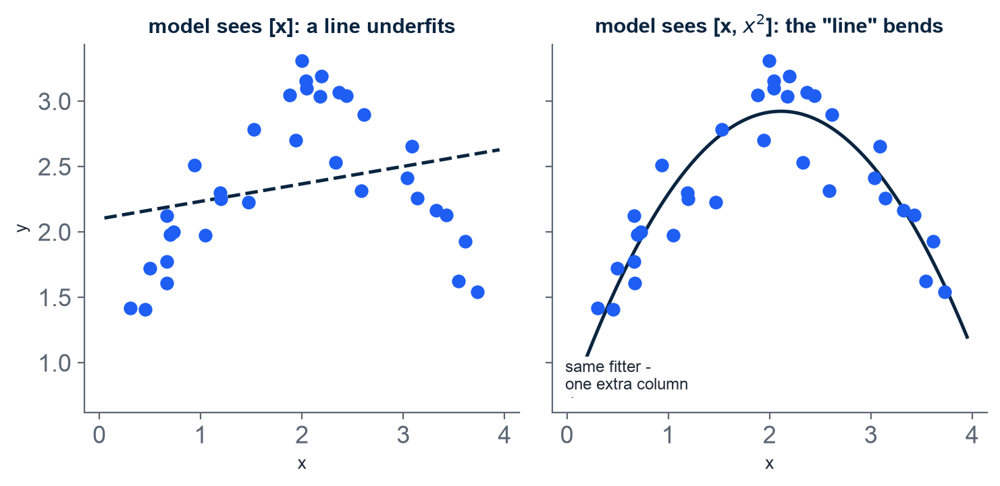 model sees [x]: a line underfits
model sees [x, x²]: the "line" bends
y
3.0
2.5
2.0
1.5
1.0
same fitter -
one extra column
0 1 2 3 4
x
0 1 2 3 4
x